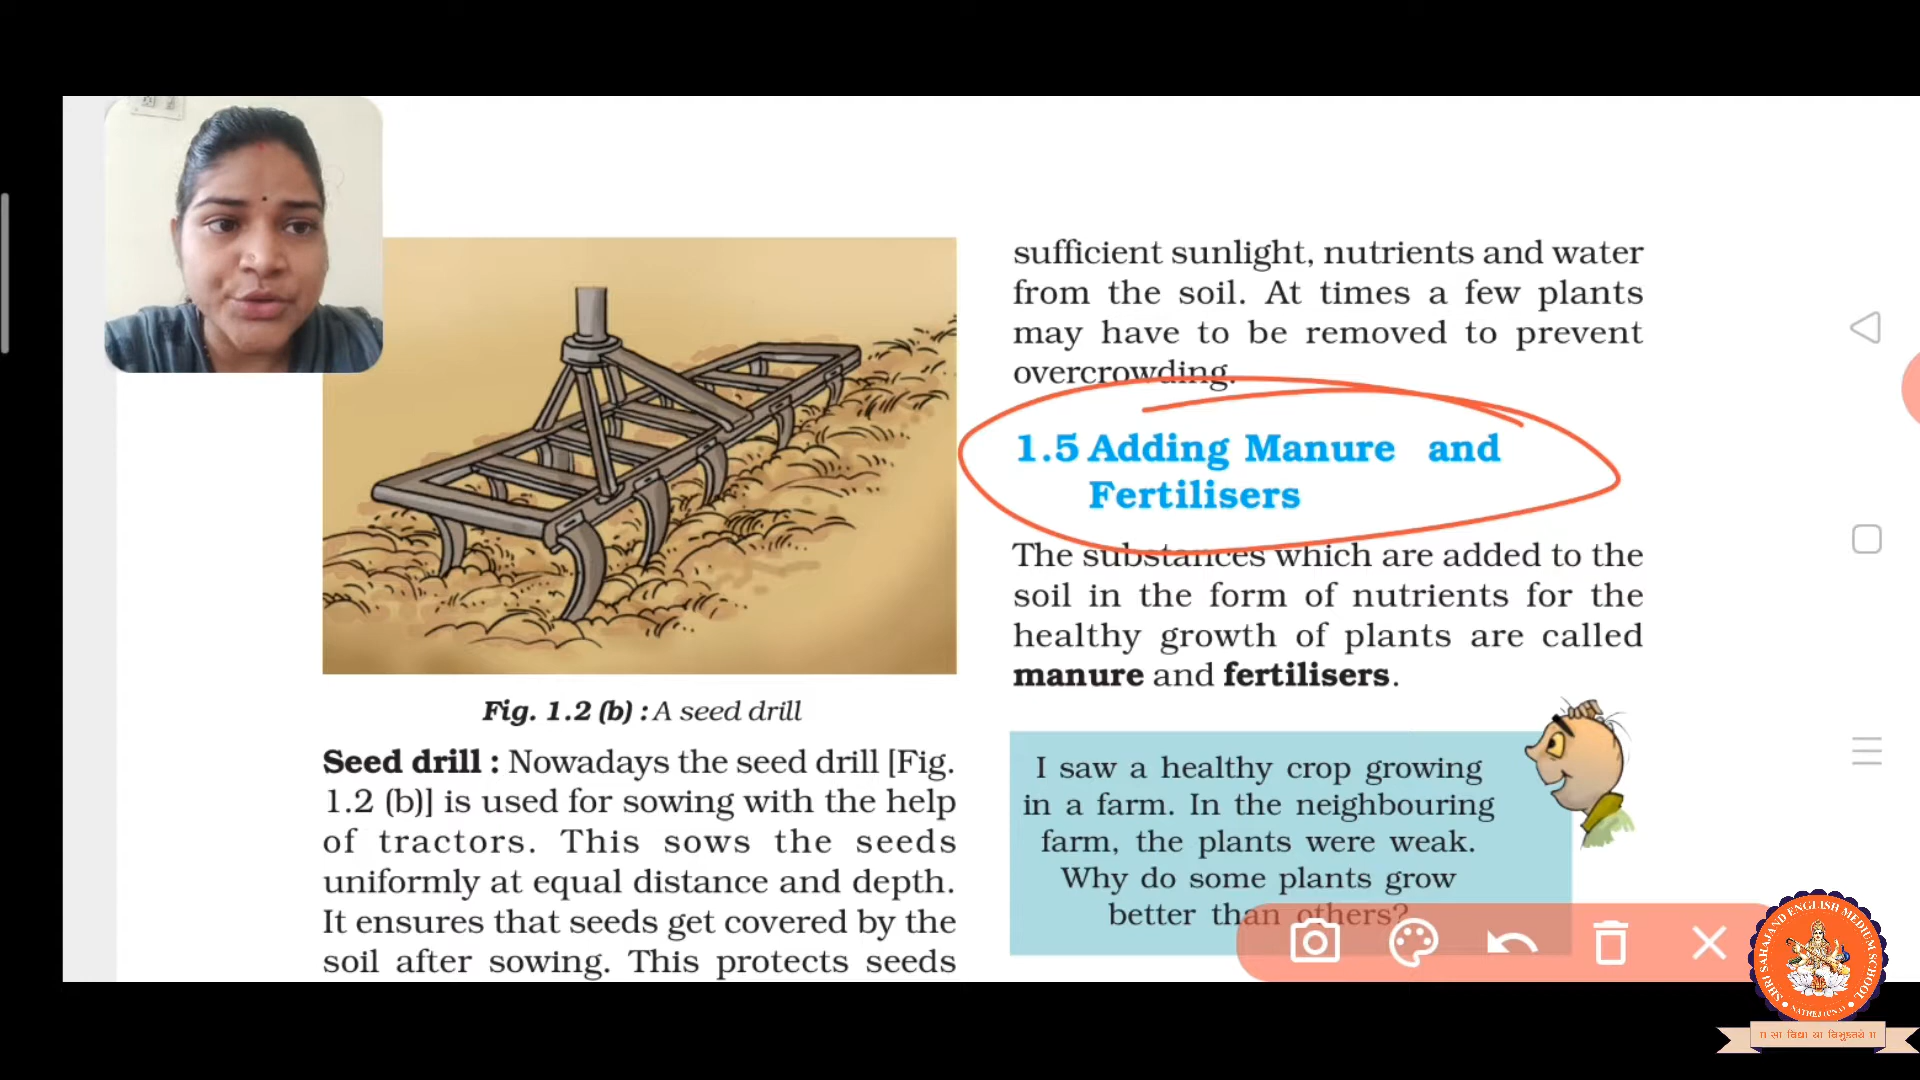 Fig. 1.2 (b) : A seed drill
Seed drill : Nowadays the seed drill [Fig.
1.2 (b)] is used for sowing with the help
of tractors. This sows the seeds
uniformly at equal distance and depth.
It ensures that seeds get covered by the
soil after sowing. This protects seeds
sufficient sunlight, nutrients and water
from the soil. At times a few plants
may have to be removed to prevent
overcrowding.
1.5 Adding Manure and
Fertilisers
The substances which are added to the
soil in the form of nutrients for the
healthy growth of plants are called
manure and fertilisers.
I saw a healthy crop growing
in a farm. In the neighbouring
farm, the plants were weak.
Why do some plants grow
better than others?
SHRI SAHAJANAND ENGLISH MEDIUM SCHOOL
॥ सा विद्या या विमुक्तये ॥